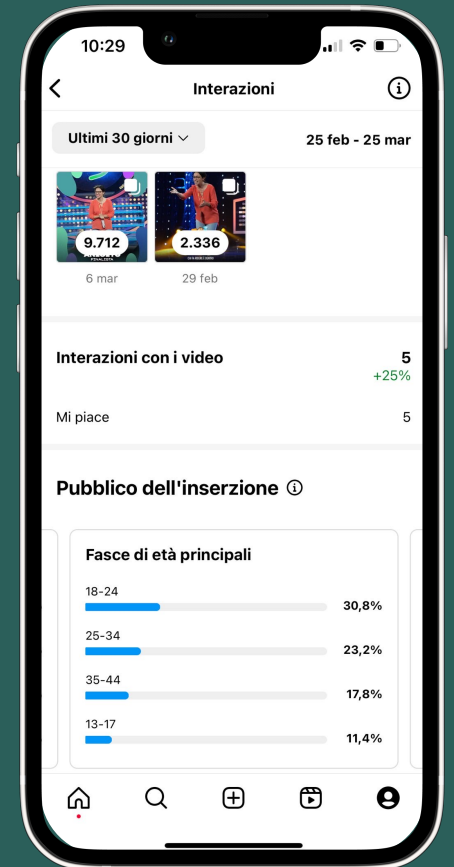 10:29
Interazioni
Ultimi 30 giorni
25 feb - 25 mar
9.712
FINALISTA
2.336
6 mar
29 feb
Interazioni con i video
5
+25%
Mi piace
5
Pubblico dell'inserzione
Fasce di età principali
18-24
30,8%
25-34
23,2%
35-44
17,8%
13-17
11,4%